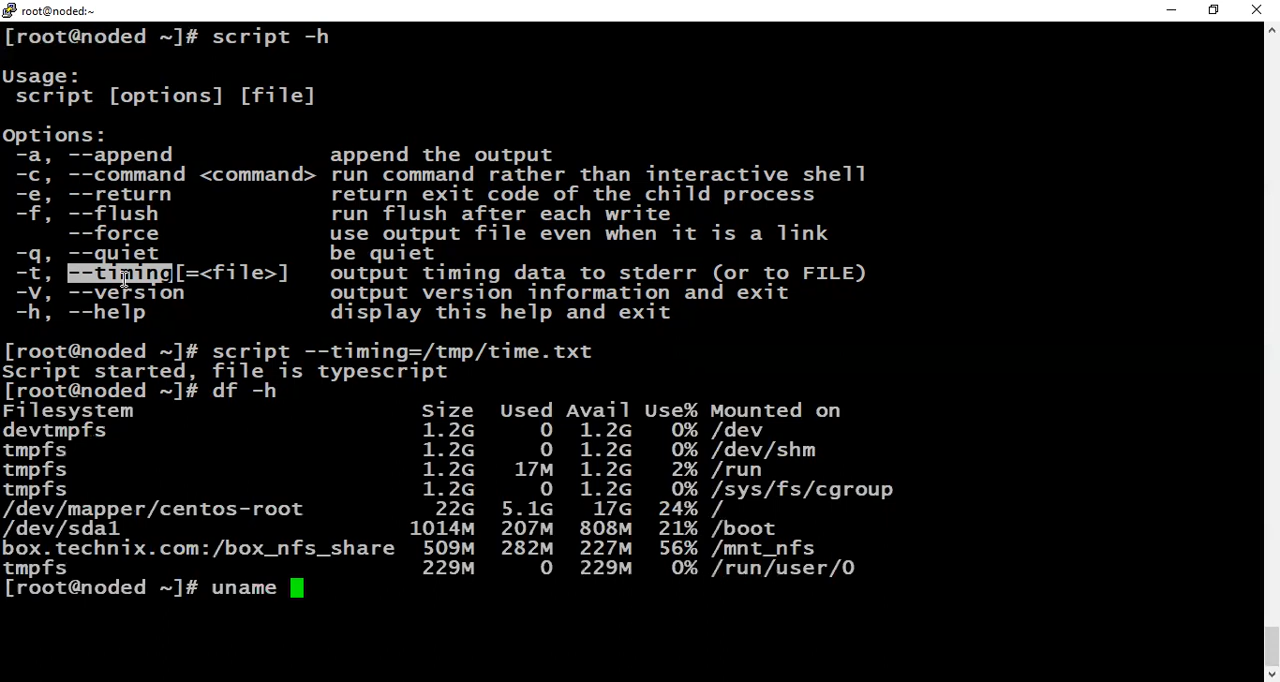 root@noded:~
[root@noded ~]# script -h
Usage:
 script [options] [file]
Options:
 -a, --append            append the output
 -c, --command <command> run command rather than interactive shell
 -e, --return            return exit code of the child process
 -f, --flush             run flush after each write
     --force             use output file even when it is a link
 -q, --quiet             be quiet
 -t, --timing[=<file>]   output timing data to stderr (or to FILE)
 -V, --version           output version information and exit
 -h, --help              display this help and exit
[root@noded ~]# script --timing=/tmp/time.txt
Script started, file is typescript
[root@noded ~]# df -h
Filesystem                      Size  Used Avail Use% Mounted on
devtmpfs                        1.2G     0  1.2G   0% /dev
tmpfs                           1.2G     0  1.2G   0% /dev/shm
tmpfs                           1.2G   17M  1.2G   2% /run
tmpfs                           1.2G     0  1.2G   0% /sys/fs/cgroup
/dev/mapper/centos-root          22G  5.1G   17G  24% /
/dev/sda1                      1014M  207M  808M  21% /boot
box.technix.com:/box_nfs_share  509M  282M  227M  56% /mnt_nfs
tmpfs                           229M     0  229M   0% /run/user/0
[root@noded ~]# uname